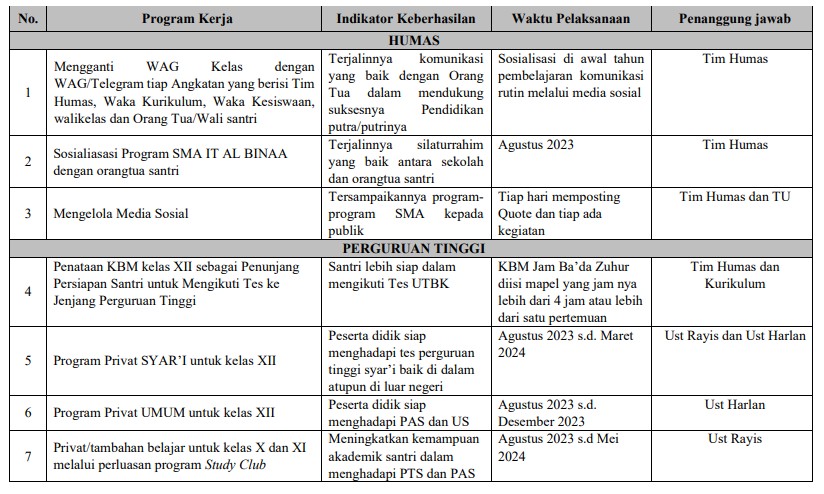 No. Program Kerja Indikator Keberhasilan Waktu Pelaksanaan Penanggung jawab
HUMAS
1
Mengganti WAG Kelas dengan
WAG/Telegram tiap Angkatan yang berisi Tim
Humas, Waka Kurikulum, Waka Kesiswaan,
walikelas dan Orang Tua/Wali santri
Terjalinnya komunikasi
yang baik dengan Orang
Tua dalam mendukung
suksesnya Pendidikan
putra/putrinya
Sosialisasi di awal tahun
pembelajaran komunikasi
rutin melalui media sosial
Tim Humas
2
Sosialiasasi Program SMA IT AL BINAA
dengan orangtua santri
Terjalinnya silaturrahim
yang baik antara sekolah
dan orangtua santri
Agustus 2023
Tim Humas
3
Mengelola Media Sosial
Tersampaikannya program-
program SMA kepada
publik
Tiap hari memposting
Quote dan tiap ada
kegiatan
Tim Humas dan TU
PERGURUAN TINGGI
4
Penataan KBM kelas XII sebagai Penunjang
Persiapan Santri untuk Mengikuti Tes ke
Jenjang Perguruan Tinggi
Santri lebih siap dalam
mengikuti Tes UTBK
KBM Jam Ba’da Zuhur
diisi mapel yang jam nya
lebih dari 4 jam atau lebih
dari satu pertemuan
Tim Humas dan
Kurikulum
5
Program Privat SYAR’I untuk kelas XII
Peserta didik siap
menghadapi tes perguruan
tinggi syar’i baik di dalam
atupun di luar negeri
Agustus 2023 s.d. Maret
2024
Ust Rayis dan Ust Harlan
6
Program Privat UMUM untuk kelas XII
Peserta didik siap
menghadapi PAS dan US
Agustus 2023 s.d.
Desember 2023
Ust Harlan
7
Privat/tambahan belajar untuk kelas X dan XI
melalui perluasan program Study Club
Meningkatkan kemampuan
akademik santri dalam
menghadapi PTS dan PAS
Agustus 2023 s.d Mei
2024
Ust Rayis